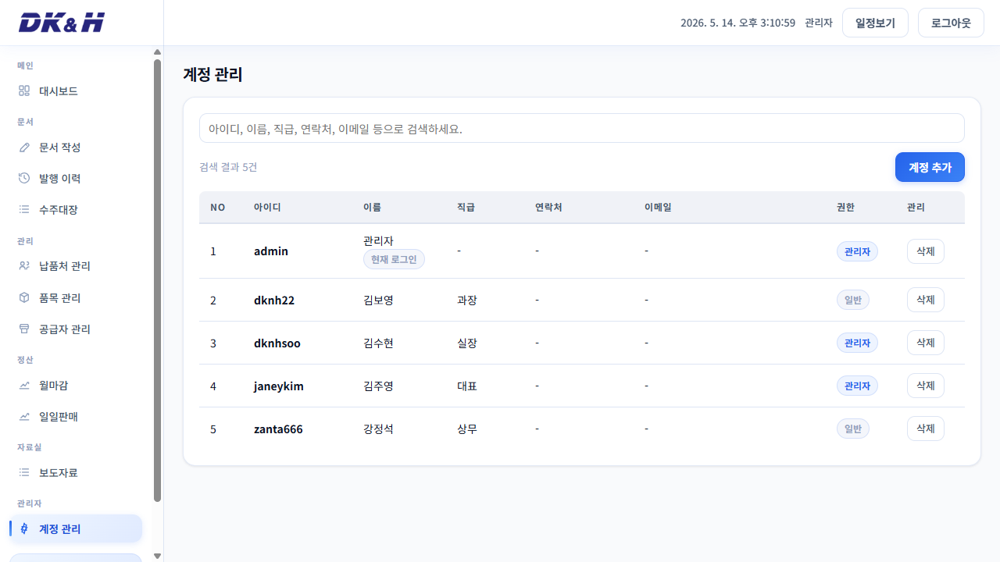 DK&H
2026. 5. 14. 오후 3:10:59 관리자 일정보기 로그아웃
메인
대시보드
문서
문서 작성
발행 이력
수주대장
관리
납품처 관리
품목 관리
공급자 관리
정산
월마감
일일판매
자료실
보도자료
관리자
계정 관리
계정 관리
아이디, 이름, 직급, 연락처, 이메일 등으로 검색하세요.
검색 결과 5건 계정 추가
NO 아이디 이름 직급 연락처 이메일 권한 관리
1 admin 관리자 현재 로그인 - - - 관리자 삭제
2 dknh22 김보영 과장 - - 일반 삭제
3 dknhsoo 김수현 실장 - - 관리자 삭제
4 janeykim 김주영 대표 - - 관리자 삭제
5 zanta666 강정석 상무 - - 일반 삭제